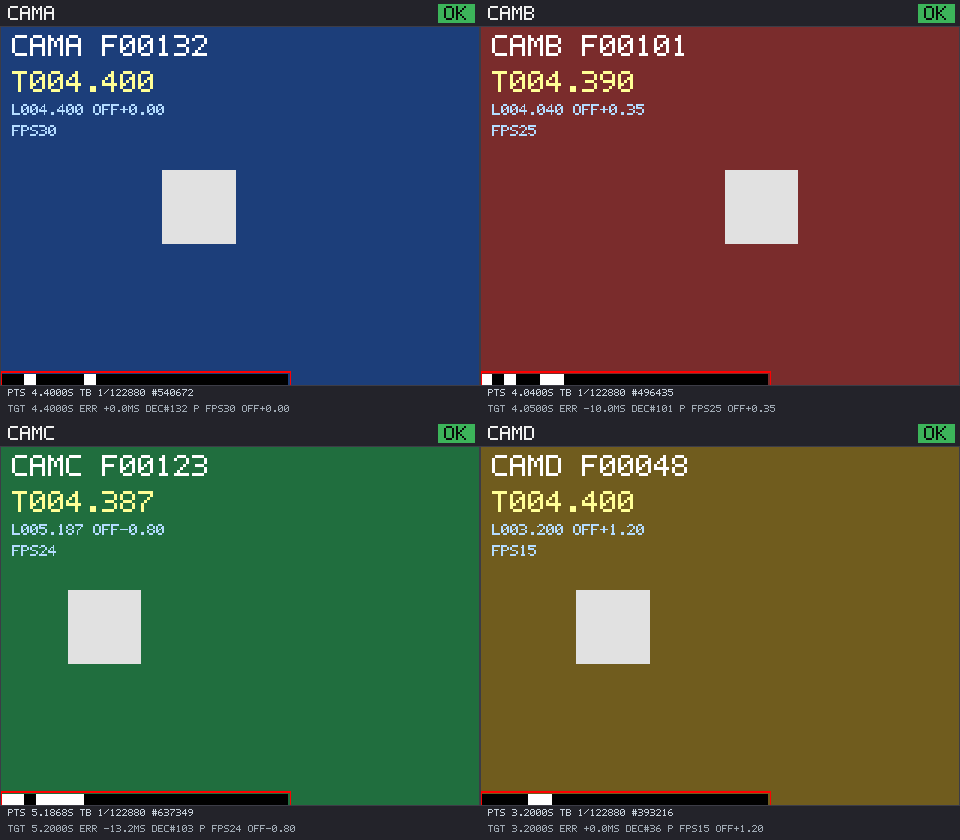 CAMA OK
CAMA F00132
T004.400
L004.400 OFF+0.00
FPS30
PTS 4.4000S TB 1/122880 #540672
TGT 4.4000S ERR +0.0MS DEC#132 P FPS30 OFF+0.00
CAMB OK
CAMB F00101
T004.390
L004.040 OFF+0.35
FPS25
PTS 4.0400S TB 1/122880 #496435
TGT 4.0500S ERR -10.0MS DEC#101 P FPS25 OFF+0.35
CAMC OK
CAMC F00123
T004.387
L005.187 OFF-0.80
FPS24
PTS 5.1868S TB 1/122880 #637349
TGT 5.2000S ERR -13.2MS DEC#103 P FPS24 OFF-0.80
CAMD OK
CAMD F00048
T004.400
L003.200 OFF+1.20
FPS15
PTS 3.2000S TB 1/122880 #393216
TGT 3.2000S ERR +0.0MS DEC#36 P FPS15 OFF+1.20